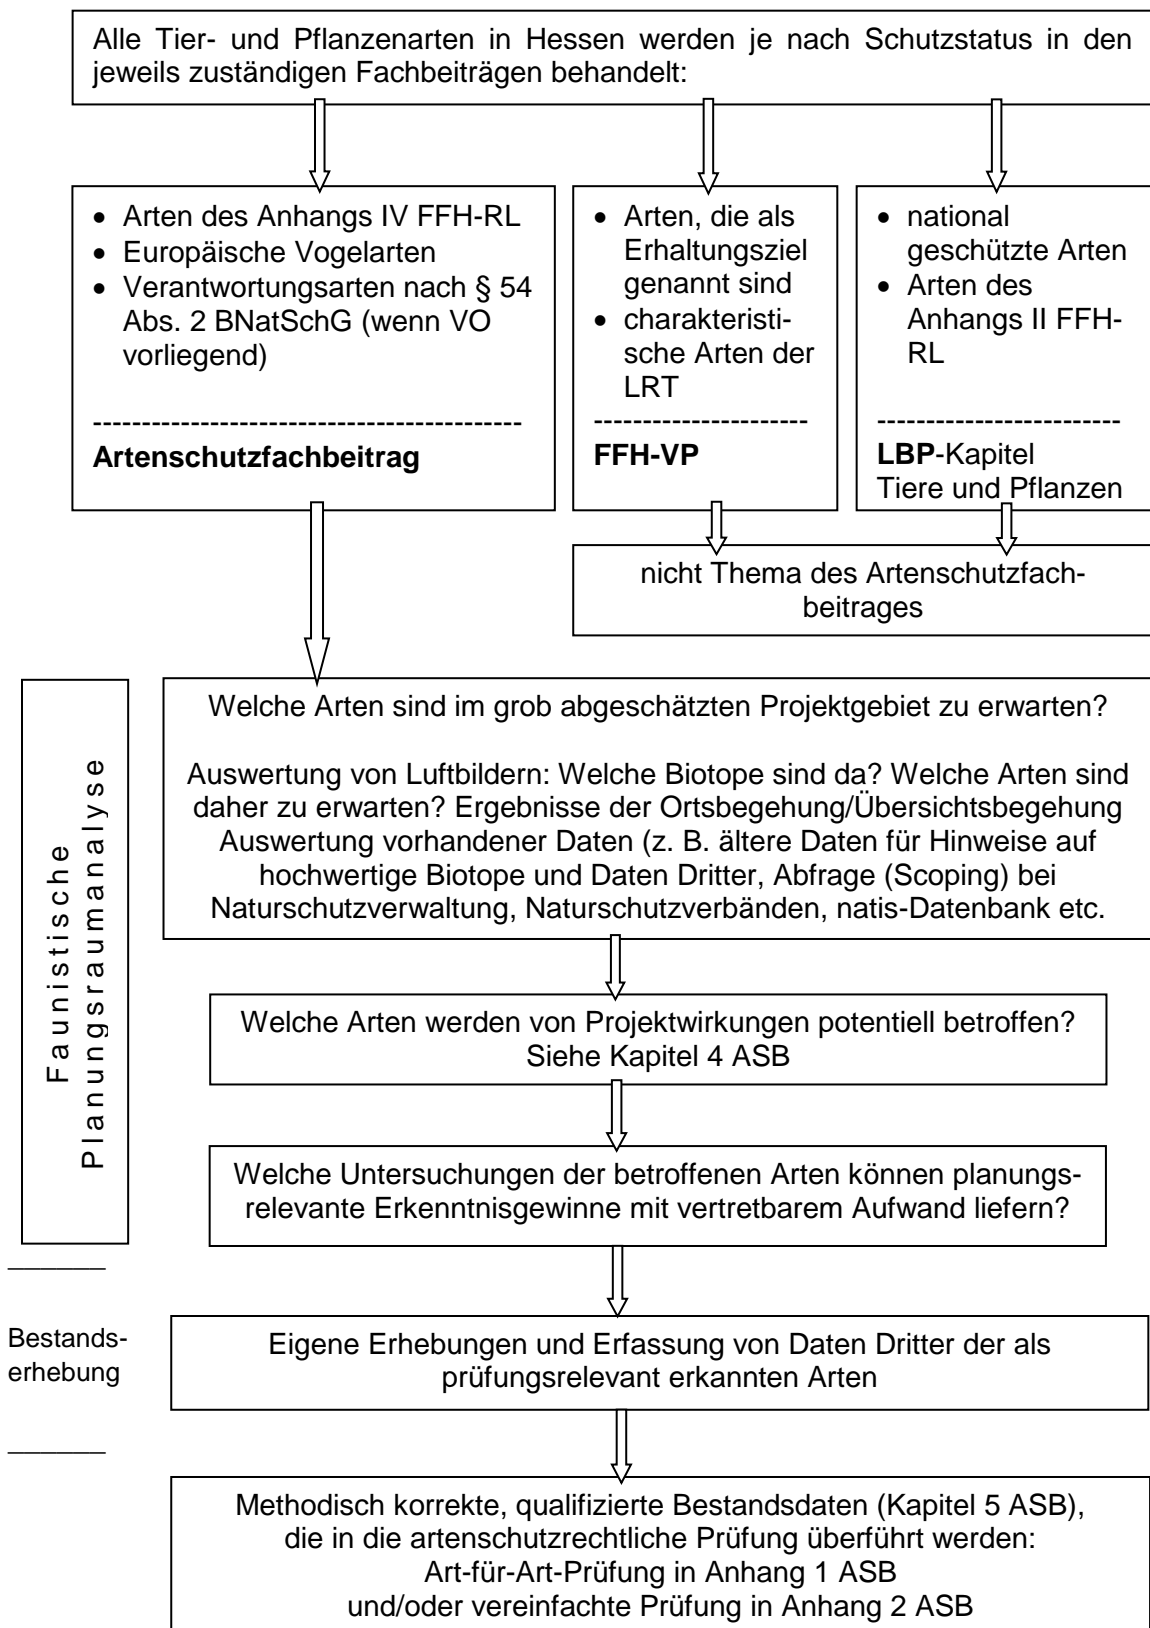 Alle Tier- und Pflanzenarten in Hessen werden je nach Schutzstatus in den
jeweils zuständigen Fachbeiträgen behandelt:
• Arten des Anhangs IV FFH-RL
• Europäische Vogelarten
• Verantwortungsarten nach § 54
Abs. 2 BNatSchG (wenn VO
vorliegend)
--------------------------------------------
Artenschutzfachbeitrag
• Arten, die als
Erhaltungsziel
genannt sind
• charakteristi-
sche Arten der
LRT
----------------------
FFH-VP
• national
geschützte Arten
• Arten des
Anhangs II FFH-
RL
-------------------------
LBP-Kapitel
Tiere und Pflanzen
nicht Thema des Artenschutzfach-
beitrages
Faunistische
Planungsraumanalyse
Welche Arten sind im grob abgeschätzten Projektgebiet zu erwarten?
Auswertung von Luftbildern: Welche Biotope sind da? Welche Arten sind
daher zu erwarten? Ergebnisse der Ortsbegehung/Übersichtsbegehung
Auswertung vorhandener Daten (z. B. ältere Daten für Hinweise auf
hochwertige Biotope und Daten Dritter, Abfrage (Scoping) bei
Naturschutzverwaltung, Naturschutzverbänden, natis-Datenbank etc.
Welche Arten werden von Projektwirkungen potentiell betroffen?
Siehe Kapitel 4 ASB
Welche Untersuchungen der betroffenen Arten können planungs-
relevante Erkenntnisgewinne mit vertretbarem Aufwand liefern?
Bestands-
erhebung
Eigene Erhebungen und Erfassung von Daten Dritter der als
prüfungsrelevant erkannten Arten
Methodisch korrekte, qualifizierte Bestandsdaten (Kapitel 5 ASB),
die in die artenschutzrechtliche Prüfung überführt werden:
Art-für-Art-Prüfung in Anhang 1 ASB
und/oder vereinfachte Prüfung in Anhang 2 ASB